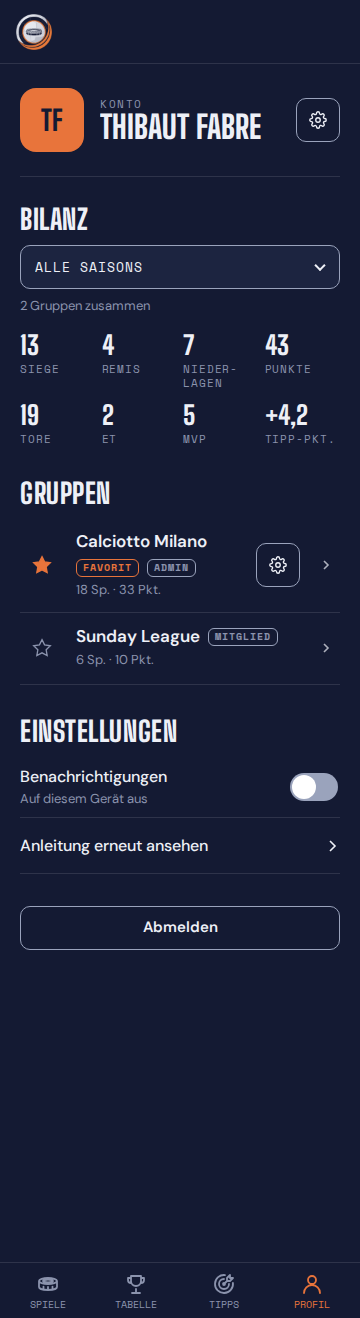 TF
KONTO
THIBAUT FABRE
BILANZ
ALLE SAISONS
2 Gruppen zusammen
13 4 7 43
SIEGE REMIS NIEDER-LAGEN PUNKTE
19 2 5 +4,2
TORE ET MVP TIPP-PKT.
GRUPPEN
Calciotto Milano
FAVORIT ADMIN
18 Sp. · 33 Pkt.
Sunday League MITGLIED
6 Sp. · 10 Pkt.
EINSTELLUNGEN
Benachrichtigungen
Auf diesem Gerät aus
Anleitung erneut ansehen
Abmelden
SPIELE TABELLE TIPPS PROFIL